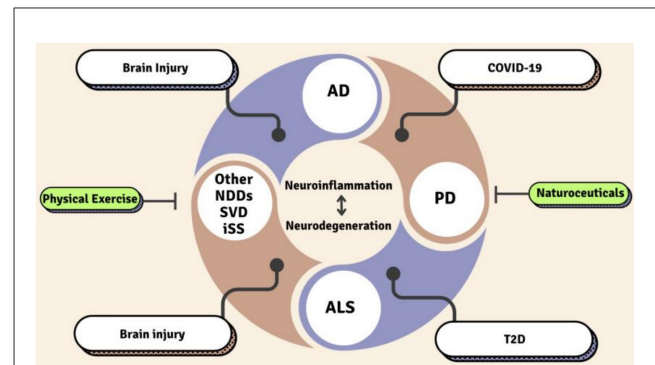 Brain Injury
COVID-19
AD
Other
NDDs
SVD
iSS
Neuroinflammation
Neurodegeneration
PD
Physical Exercise
Naturoceuticals
ALS
Brain injury
T2D